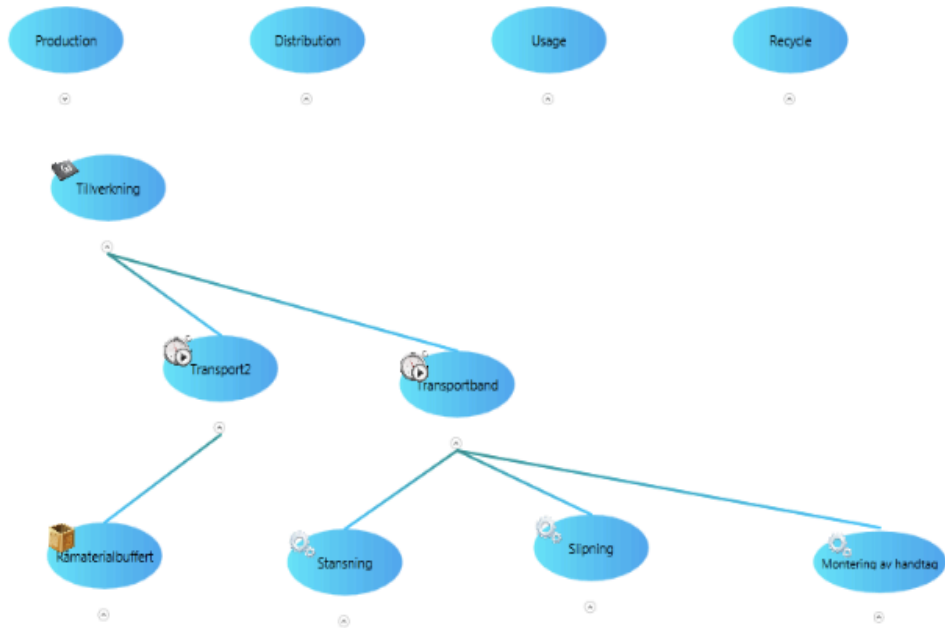 Production
Distribution
Usage
Recycle
Tillverkning
Transport2
Transportband
Råmaterialbuffert
Stansning
Slipning
Montering av handtag